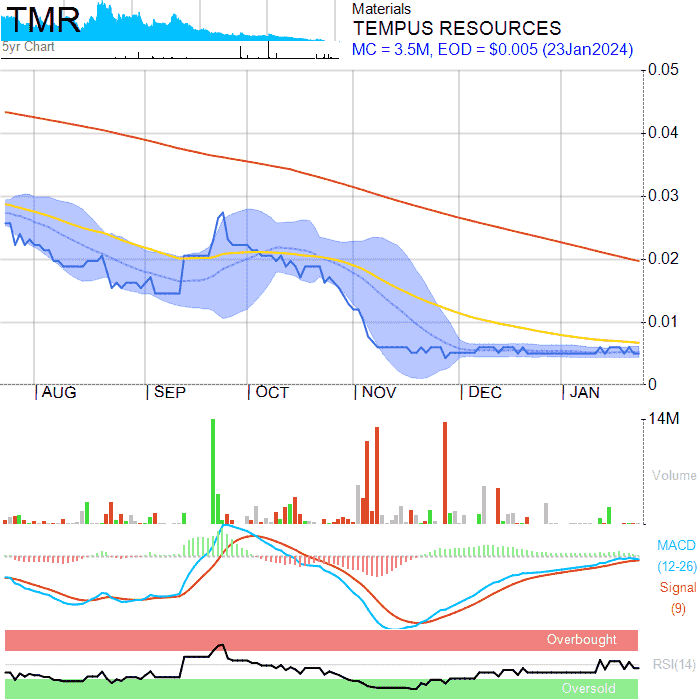 TMR
5yr Chart
Materials
TEMPUS RESOURCES
MC = 3.5M, EOD = $0.005 (23Jan2024)
0.05
0.04
0.03
0.02
0.01
0
AUG SEP OCT NOV DEC JAN
14M
Volume
MACD
(12-26)
Signal
(9)
Overbought
RSI(14)
Oversold